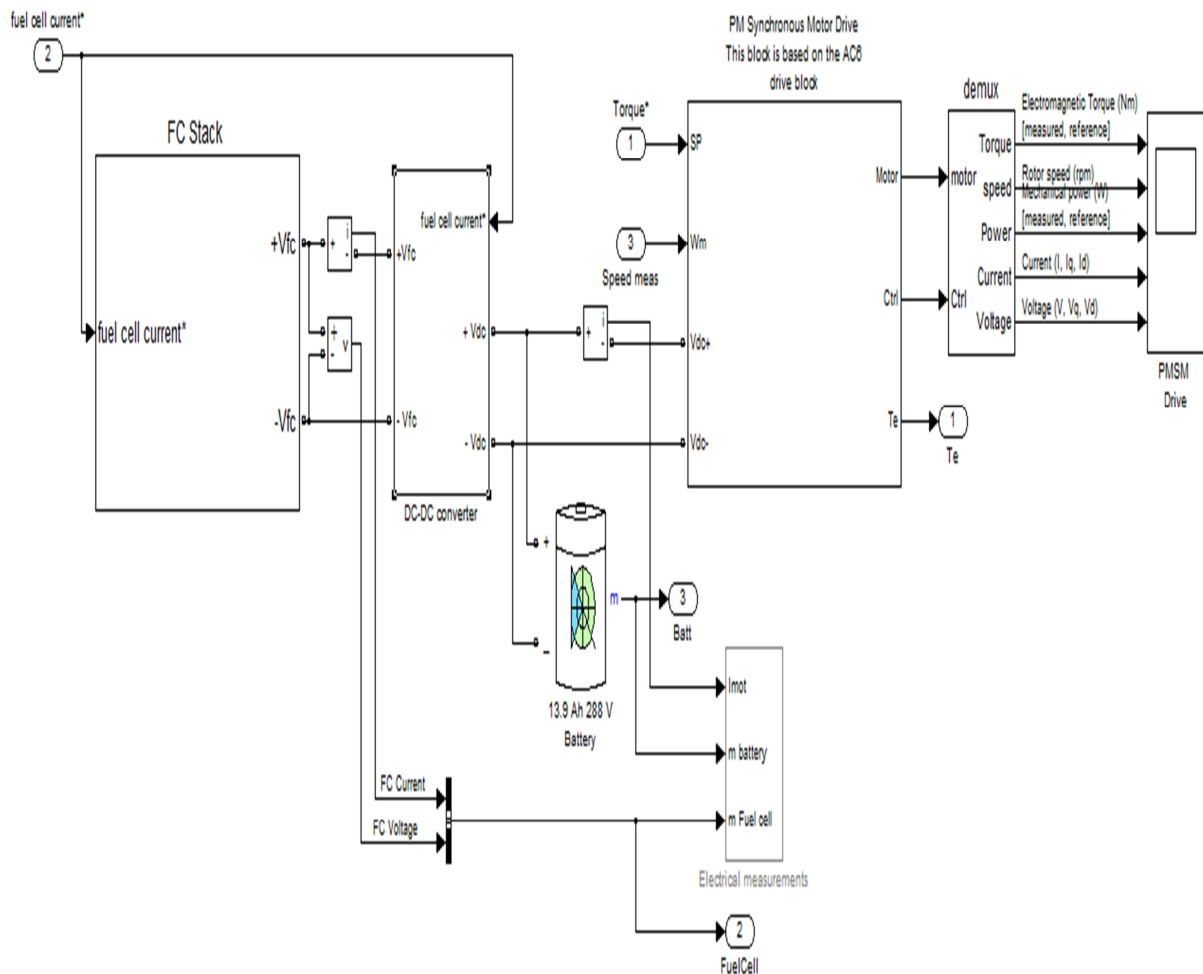 fuel cell current*
2
FC Stack
fuel cell current*
+Vfc
-Vfc
i
+
-
+
-
v
fuel cell current*
+Vfc
- Vfc
+ Vdc
- Vdc
DC-DC converter
PM Synchronous Motor Drive
This block is based on the AC6
drive block
Torque*
1
3
Speed meas
i
+
-
SP
Wm
Vdc+
Vdc-
Motor
Ctrl
Te
1
Te
demux
motor
Ctrl
Torque
speed
Power
Current
Voltage
Electromagnetic Torque (Nm)
[measured, reference]
Rotor speed (rpm)
Mechanical power (W)
[measured, reference]
Current (I, Iq, Id)
Voltage (V, Vq, Vd)
PMSM
Drive
+
_
m
13.9 Ah 288 V
Battery
3
Batt
Imot
m battery
m Fuel cell
Electrical measurements
FC Current
FC Voltage
2
FuelCell